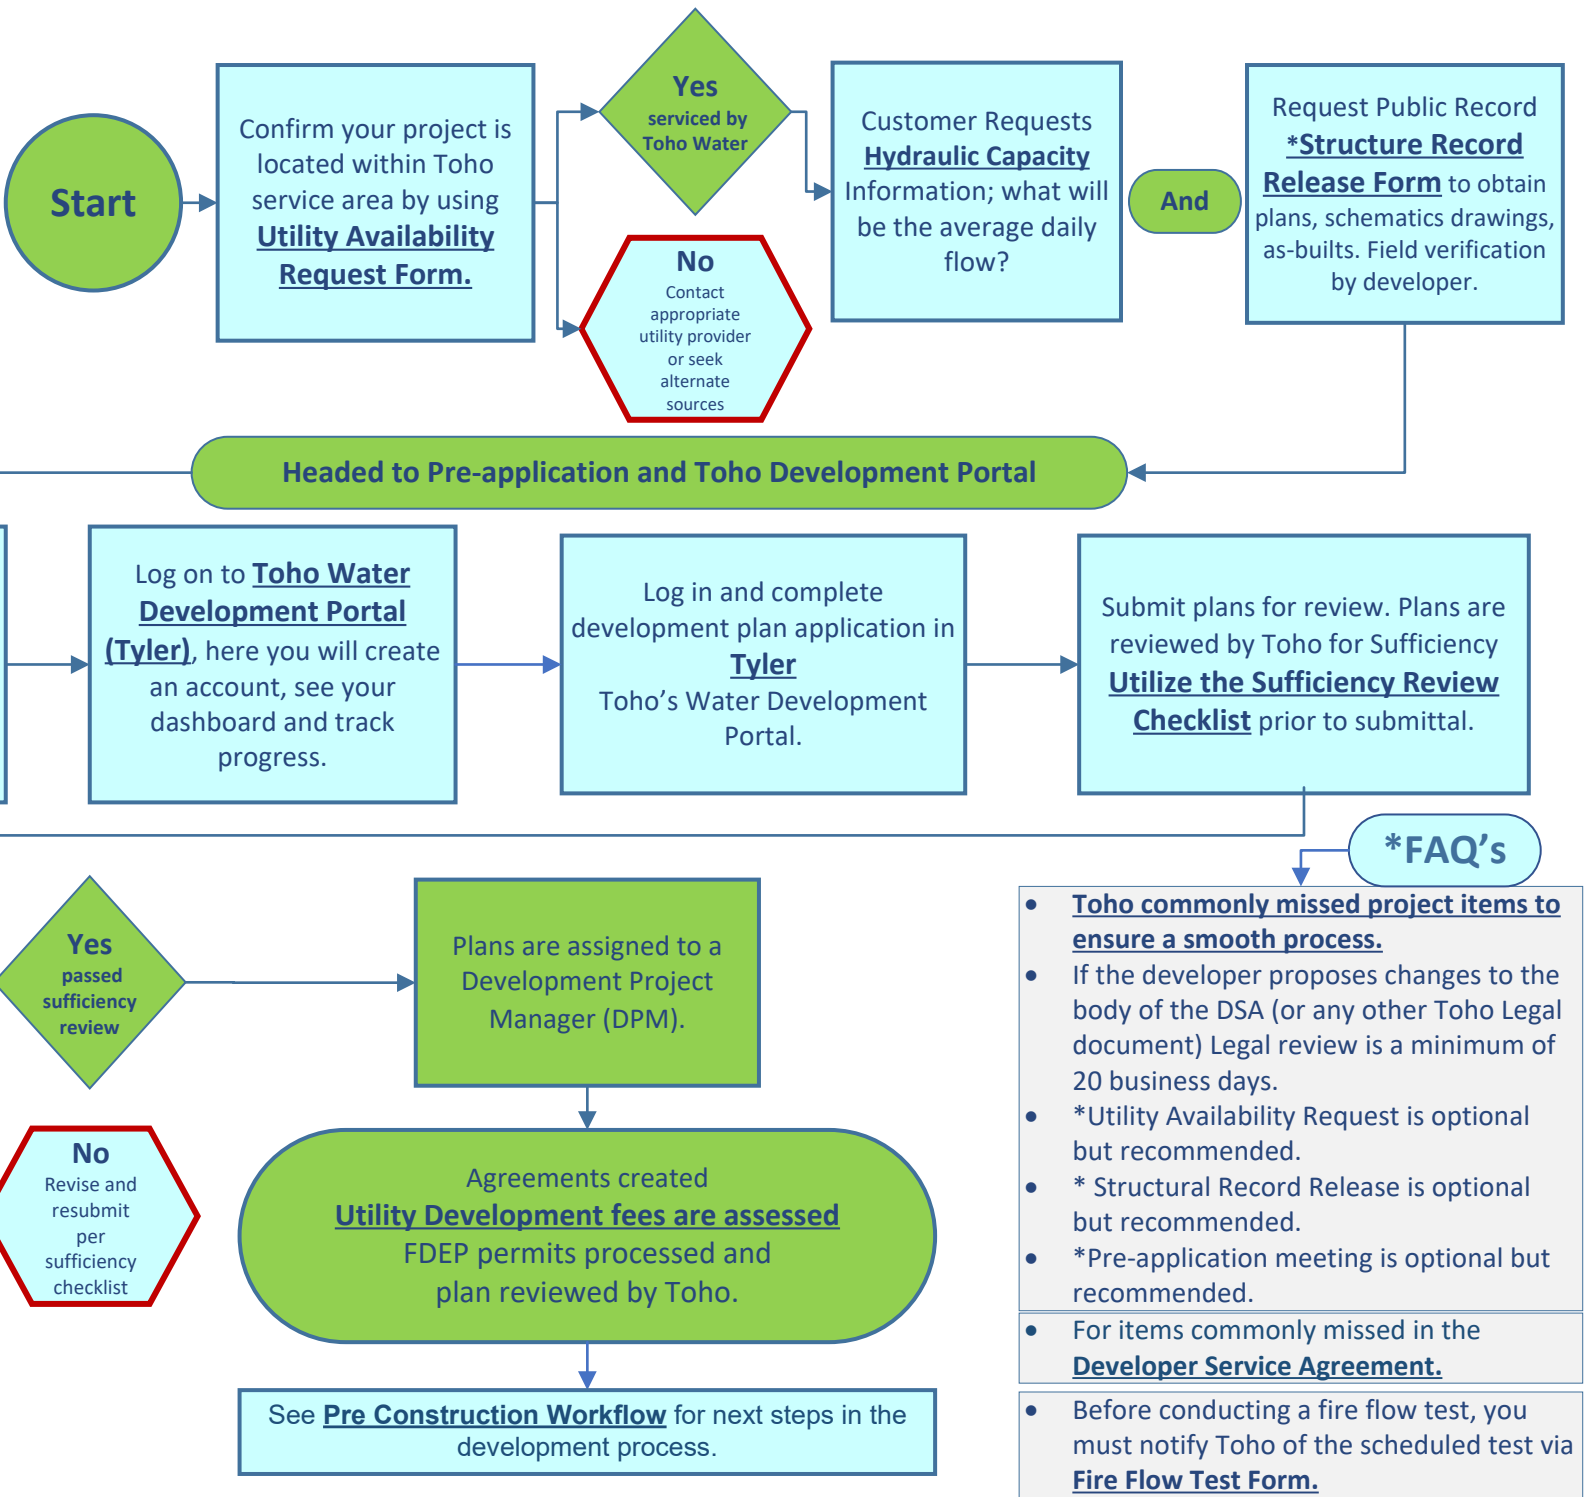 Start
Confirm your project is
located within Toho
service area by using
Utility Availability
Request Form.
Yes
serviced by
Toho Water
No
Contact
appropriate
utility provider
or seek
alternate
sources
Customer Requests
Hydraulic Capacity
Information; what will
be the average daily
flow?
And
Request Public Record
*Structure Record
Release Form to obtain
plans, schematics drawings,
as-builts. Field verification
by developer.
Headed to Pre-application and Toho Development Portal
Log on to Toho Water
Development Portal
(Tyler), here you will create
an account, see your
dashboard and track
progress.
Log in and complete
development plan application in
Tyler
Toho’s Water Development
Portal.
Submit plans for review. Plans are
reviewed by Toho for Sufficiency
Utilize the Sufficiency Review
Checklist prior to submittal.
Yes
passed
sufficiency
review
No
Revise and
resubmit
per
sufficiency
checklist
Plans are assigned to a
Development Project
Manager (DPM).
Agreements created
Utility Development fees are assessed
FDEP permits processed and
plan reviewed by Toho.
See Pre Construction Workflow for next steps in the
development process.
*FAQ’s
• Toho commonly missed project items to
ensure a smooth process.
• If the developer proposes changes to the
body of the DSA (or any other Toho Legal
document) Legal review is a minimum of
20 business days.
• *Utility Availability Request is optional
but recommended.
• * Structural Record Release is optional
but recommended.
• *Pre-application meeting is optional but
recommended.
• For items commonly missed in the
Developer Service Agreement.
• Before conducting a fire flow test, you
must notify Toho of the scheduled test via
Fire Flow Test Form.